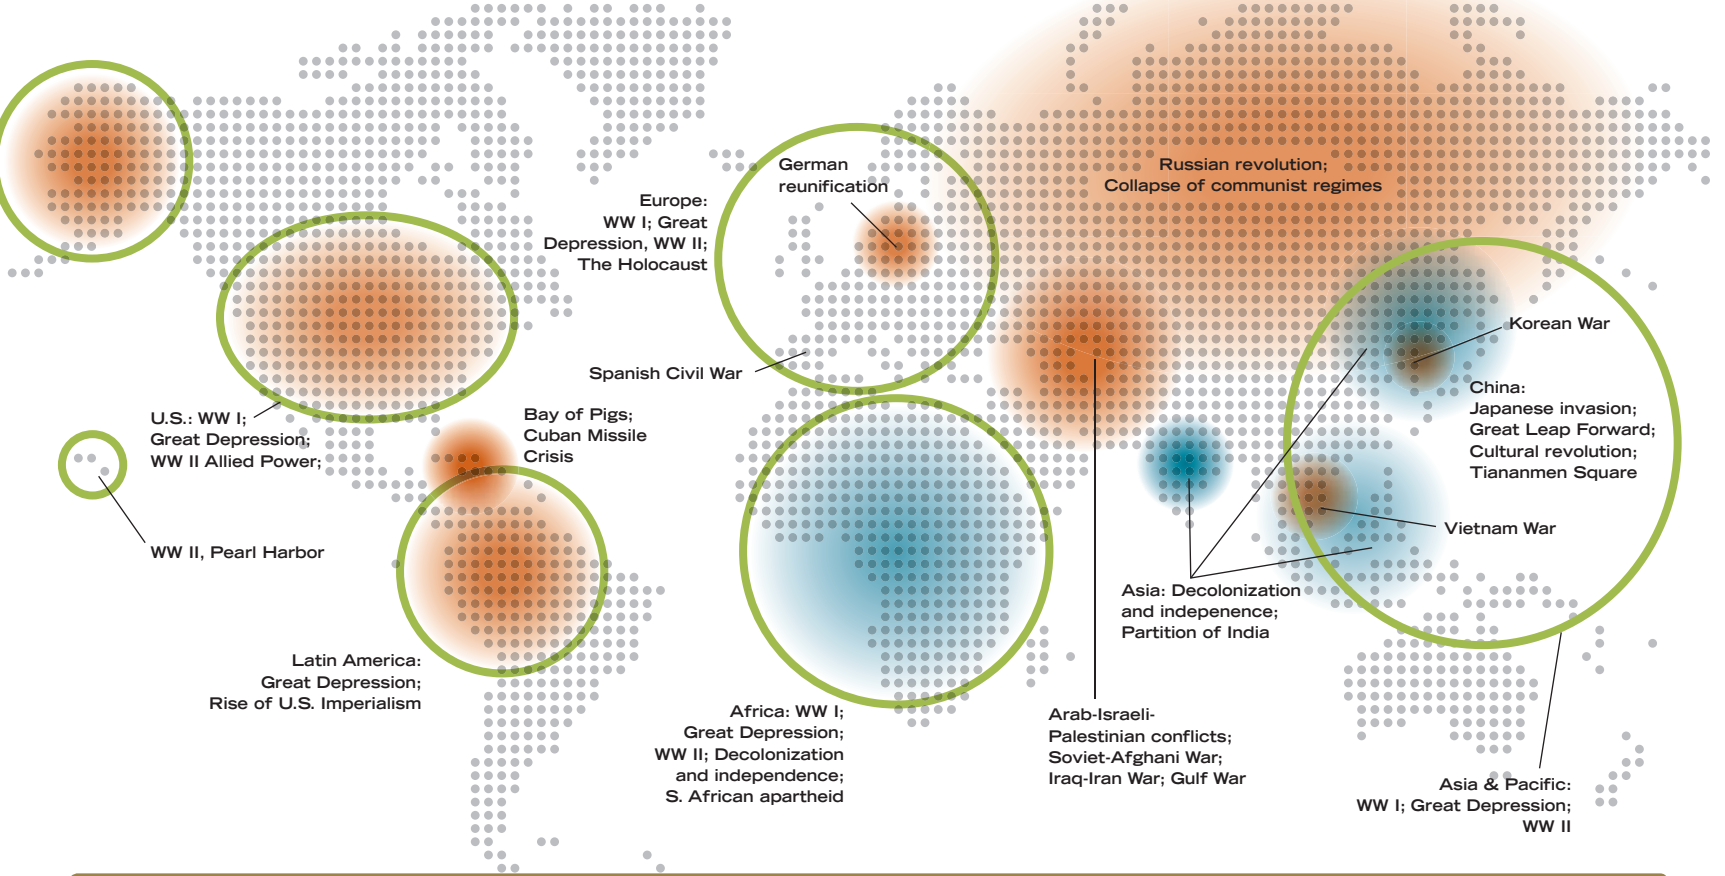 German
reunification
Russian revolution;
Collapse of communist regimes
Europe:
WW I; Great
Depression, WW II;
The Holocaust
Korean War
Spanish Civil War
China:
Japanese invasion;
Great Leap Forward;
Cultural revolution;
Tiananmen Square
U.S.: WW I;
Great Depression;
WW II Allied Power;
Bay of Pigs;
Cuban Missile
Crisis
Vietnam War
WW II, Pearl Harbor
Asia: Decolonization
and indepenence;
Partition of India
Latin America:
Great Depression;
Rise of U.S. Imperialism
Africa: WW I;
Great Depression;
WW II; Decolonization
and independence;
S. African apartheid
Arab-Israeli-
Palestinian conflicts;
Soviet-Afghani War;
Iraq-Iran War; Gulf War
Asia & Pacific:
WW I; Great Depression;
WW II